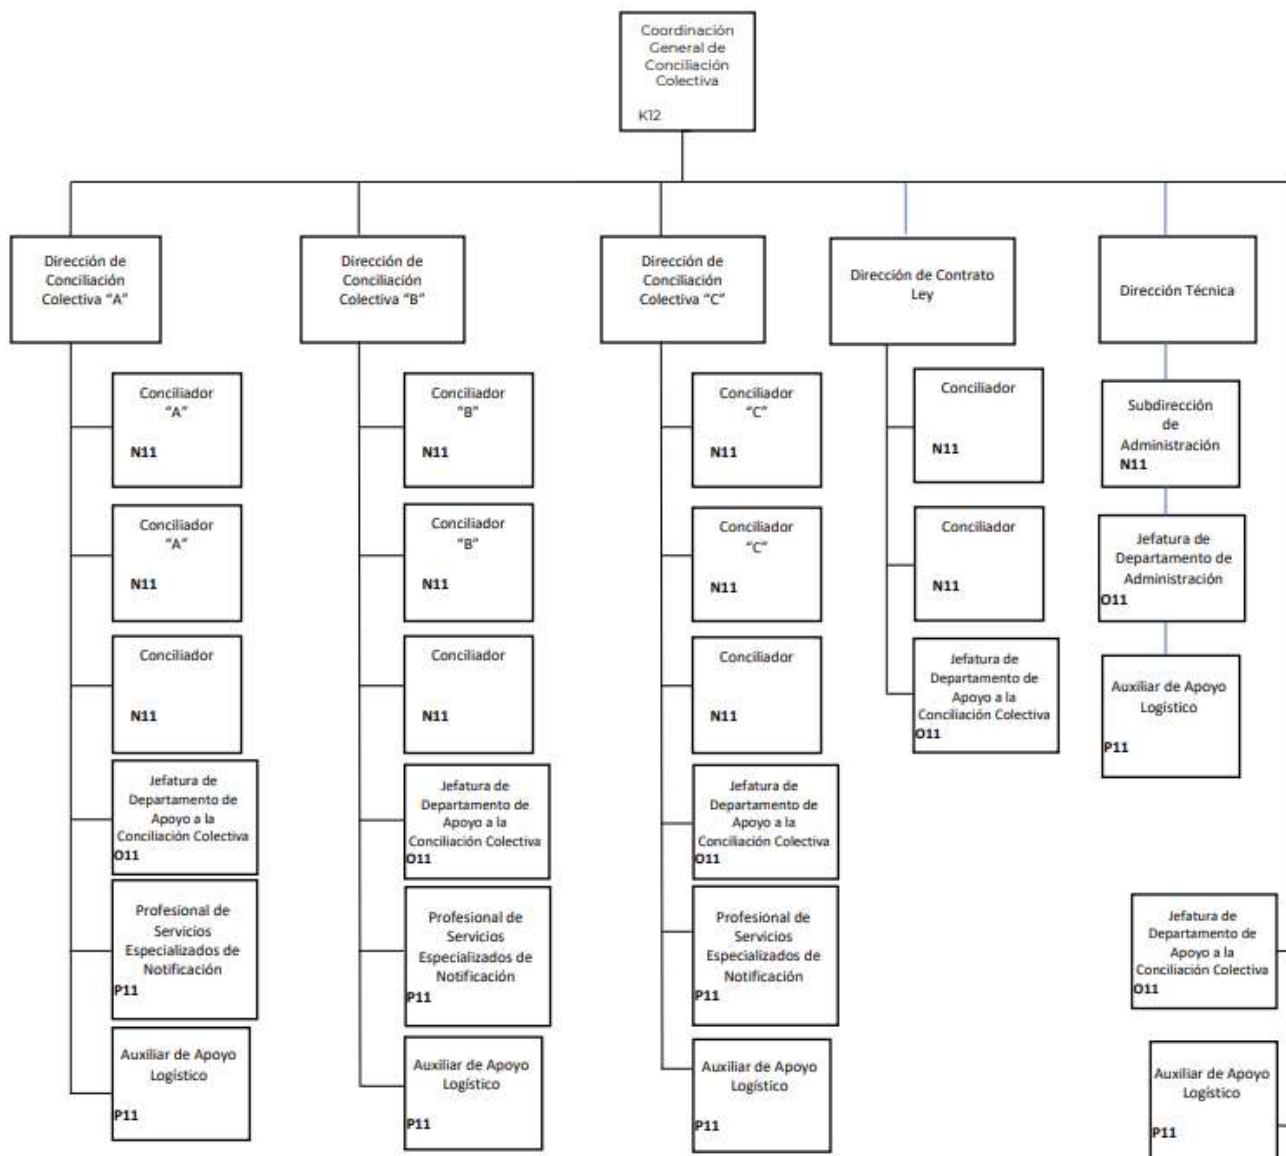 Coordinación
General de
Conciliación
Colectiva
K12
Dirección de
Conciliación
Colectiva "A"
Dirección de
Conciliación
Colectiva "B"
Dirección de
Conciliación
Colectiva "C"
Dirección de Contrato
Ley
Dirección Técnica
Conciliador
"A"
N11
Conciliador
"A"
N11
Conciliador
N11
Jefatura de
Departamento de
Apoyo a la
Conciliación Colectiva
O11
Profesional de
Servicios
Especializados de
Notificación
P11
Auxiliar de Apoyo
Logístico
P11
Conciliador
"B"
N11
Conciliador
"B"
N11
Conciliador
N11
Jefatura de
Departamento de
Apoyo a la
Conciliación Colectiva
O11
Profesional de
Servicios
Especializados de
Notificación
P11
Auxiliar de Apoyo
Logístico
P11
Conciliador
"C"
N11
Conciliador
"C"
N11
Conciliador
N11
Jefatura de
Departamento de
Apoyo a la
Conciliación Colectiva
O11
Profesional de
Servicios
Especializados de
Notificación
P11
Auxiliar de Apoyo
Logístico
P11
Conciliador
N11
Conciliador
N11
Jefatura de
Departamento de
Apoyo a la
Conciliación Colectiva
O11
Subdirección
de
Administración
N11
Jefatura de
Departamento de
Administración
O11
Auxiliar de Apoyo
Logístico
P11
Jefatura de
Departamento de
Apoyo a la
Conciliación Colectiva
O11
Auxiliar de Apoyo
Logístico
P11